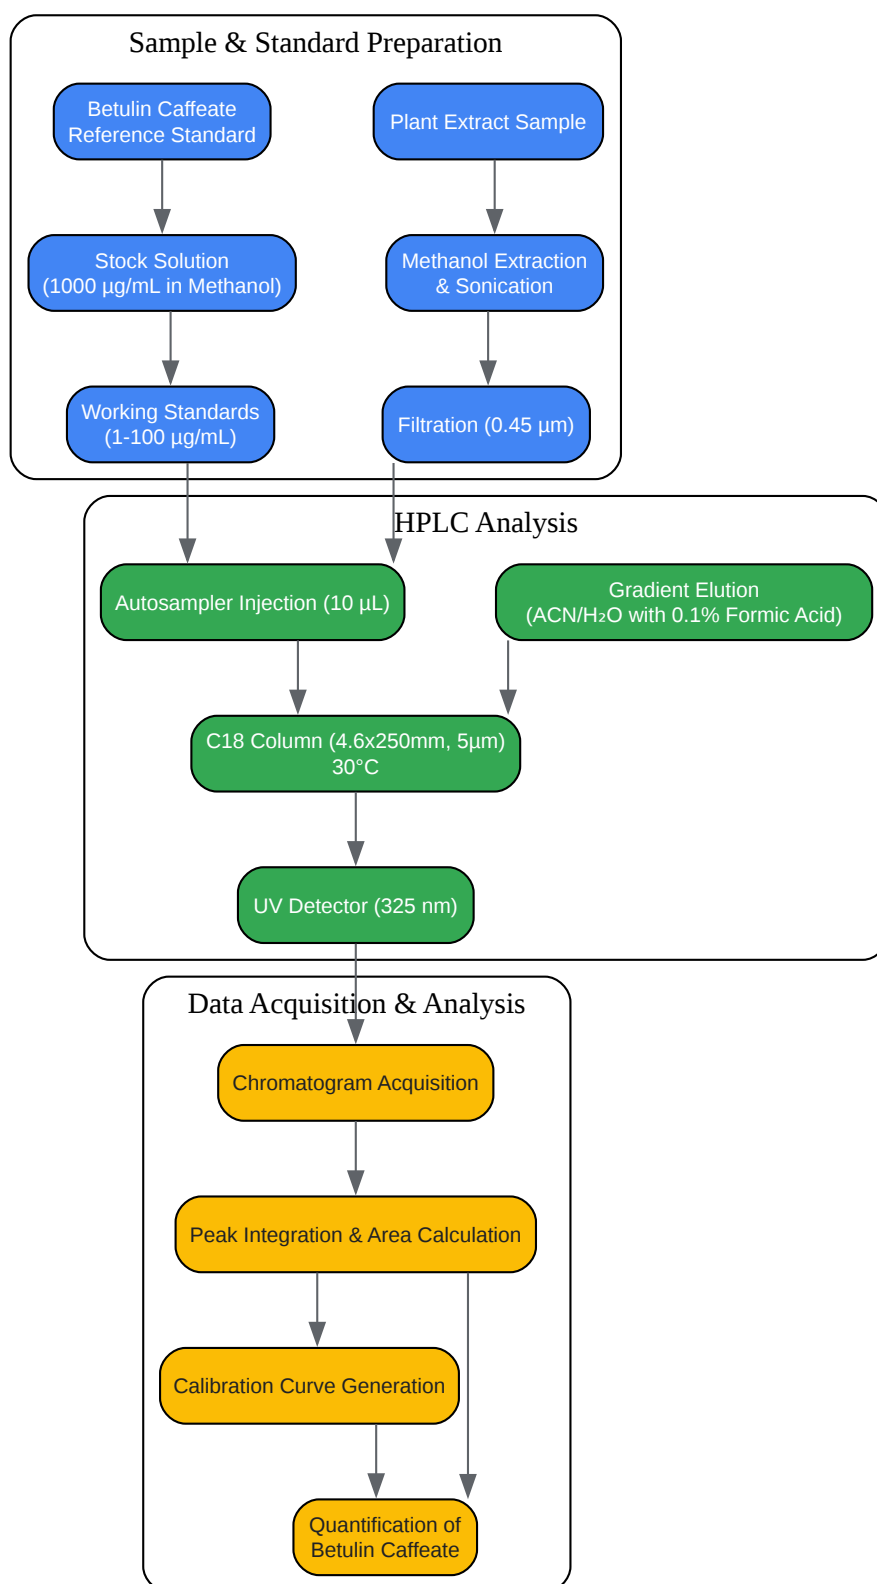 Sample & Standard Preparation
Betulin Caffeate
Reference Standard
Plant Extract Sample
Stock Solution
(1000 µg/mL in Methanol)
Methanol Extraction
& Sonication
Working Standards
(1-100 µg/mL)
Filtration (0.45 µm)
HPLC Analysis
Autosampler Injection (10 µL)
Gradient Elution
(ACN/H₂O with 0.1% Formic Acid)
C18 Column (4.6x250mm, 5µm)
30°C
UV Detector (325 nm)
Data Acquisition & Analysis
Chromatogram Acquisition
Peak Integration & Area Calculation
Calibration Curve Generation
Quantification of
Betulin Caffeate